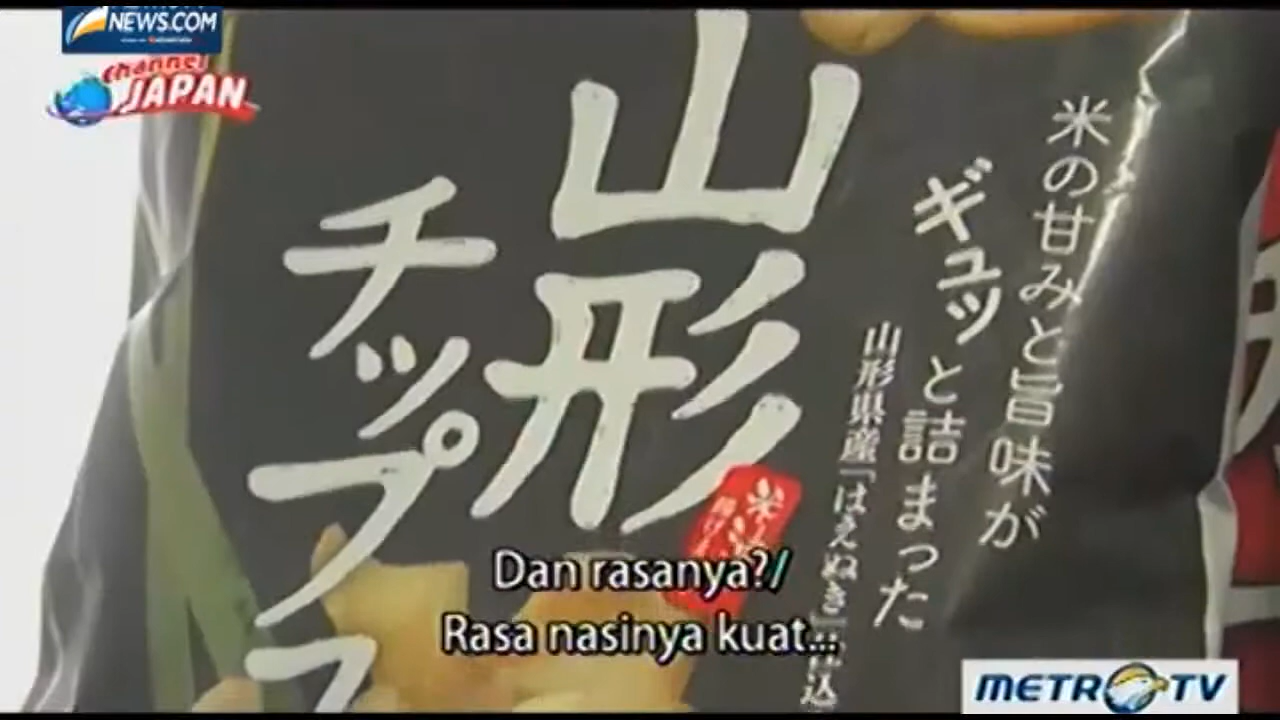 NEWS.COM
channel
JAPAN
米の甘みと旨味が
ギュッと詰まった
山形県産「はえぬき」
山形
チップス
Dan rasanya?/
Rasa nasinya kuat...
METRO TV